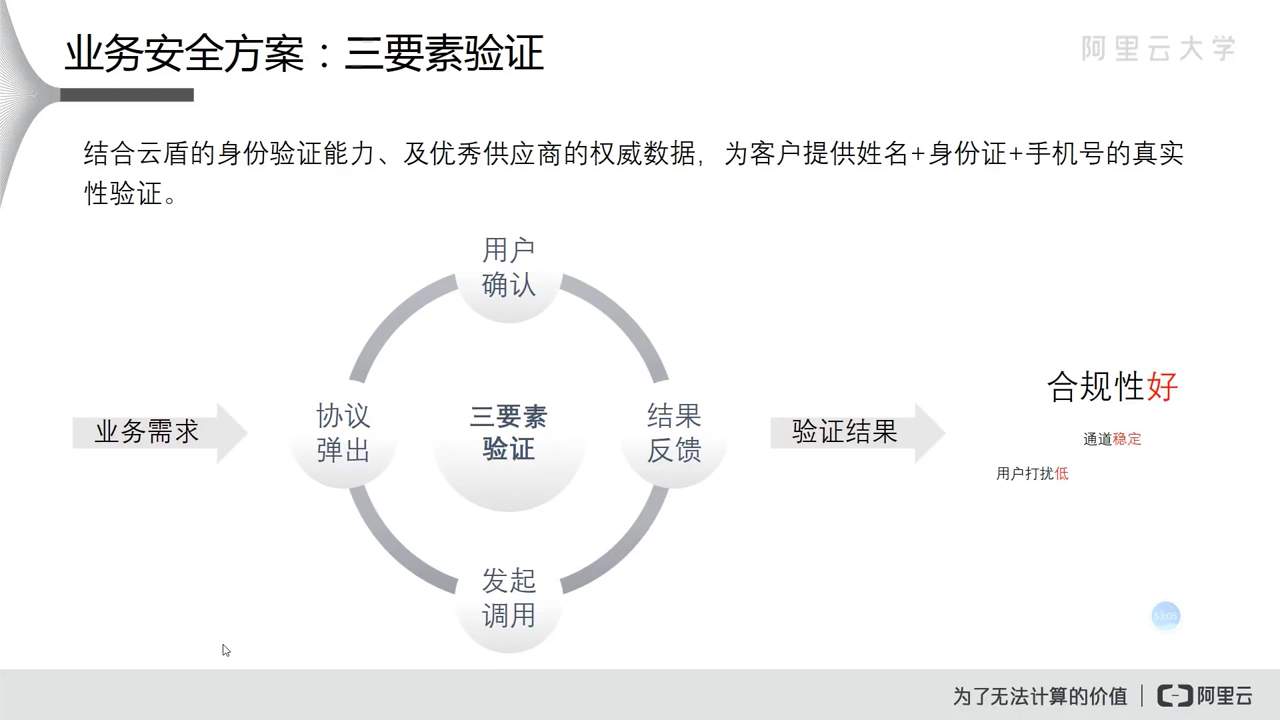 业务安全方案：三要素验证
阿里云大学
结合云盾的身份验证能力、及优秀供应商的权威数据，为客户提供姓名+身份证+手机号的真实
性验证。
用户
确认
业务需求
协议
弹出
三要素
验证
结果
反馈
验证结果
合规性好
通道稳定
用户打扰低
发起
调用
53:05
为了无法计算的价值
阿里云